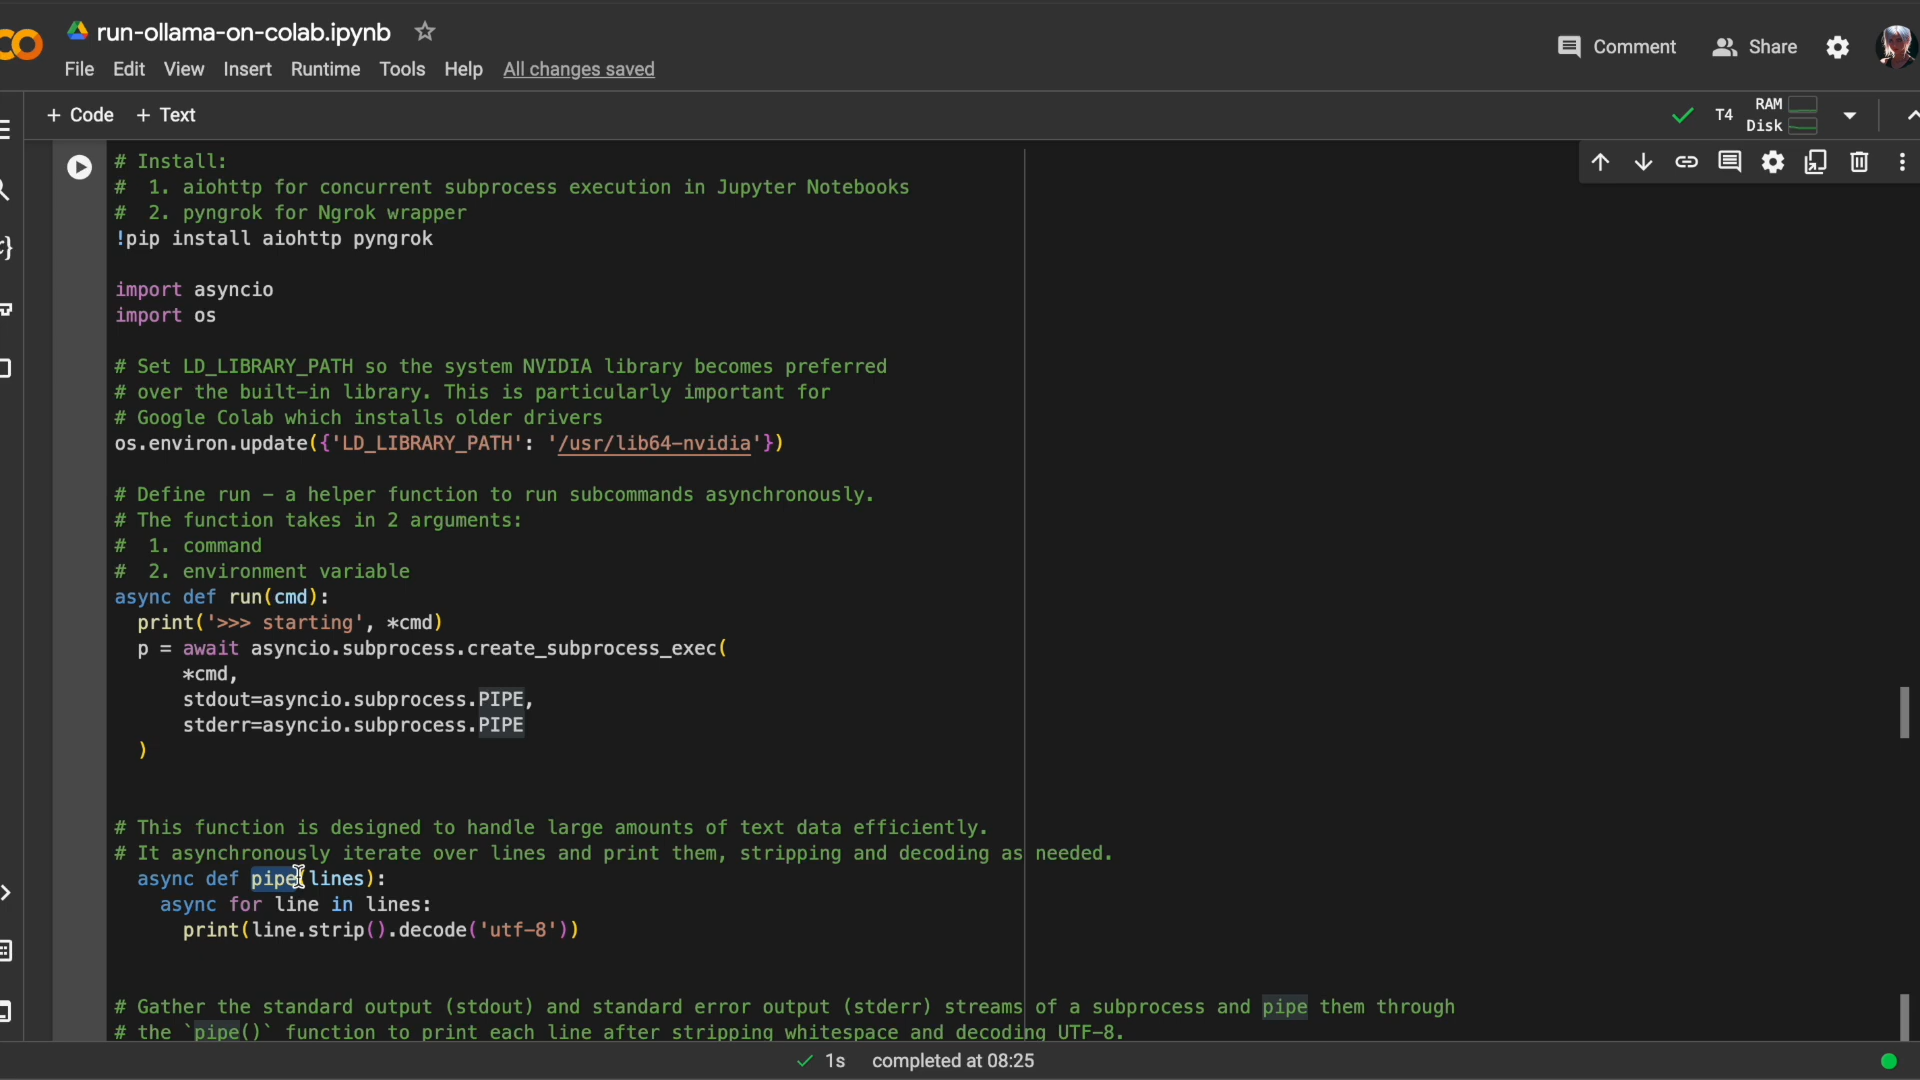 run-ollama-on-colab.ipynb
File Edit View Insert Runtime Tools Help All changes saved
Comment Share
+ Code + Text
T4 RAM
Disk
# Install:
#  1. aiohttp for concurrent subprocess execution in Jupyter Notebooks
#  2. pyngrok for Ngrok wrapper
!pip install aiohttp pyngrok
import asyncio
import os
# Set LD_LIBRARY_PATH so the system NVIDIA library becomes preferred
# over the built-in library. This is particularly important for
# Google Colab which installs older drivers
os.environ.update({'LD_LIBRARY_PATH': '/usr/lib64-nvidia'})
# Define run - a helper function to run subcommands asynchronously.
# The function takes in 2 arguments:
#  1. command
#  2. environment variable
async def run(cmd):
  print('>>> starting', *cmd)
  p = await asyncio.subprocess.create_subprocess_exec(
      *cmd,
      stdout=asyncio.subprocess.PIPE,
      stderr=asyncio.subprocess.PIPE
  )
# This function is designed to handle large amounts of text data efficiently.
# It asynchronously iterate over lines and print them, stripping and decoding as needed.
  async def pipe(lines):
    async for line in lines:
      print(line.strip().decode('utf-8'))
# Gather the standard output (stdout) and standard error output (stderr) streams of a subprocess and pipe them through
# the `pipe()` function to print each line after stripping whitespace and decoding UTF-8.
1s completed at 08:25